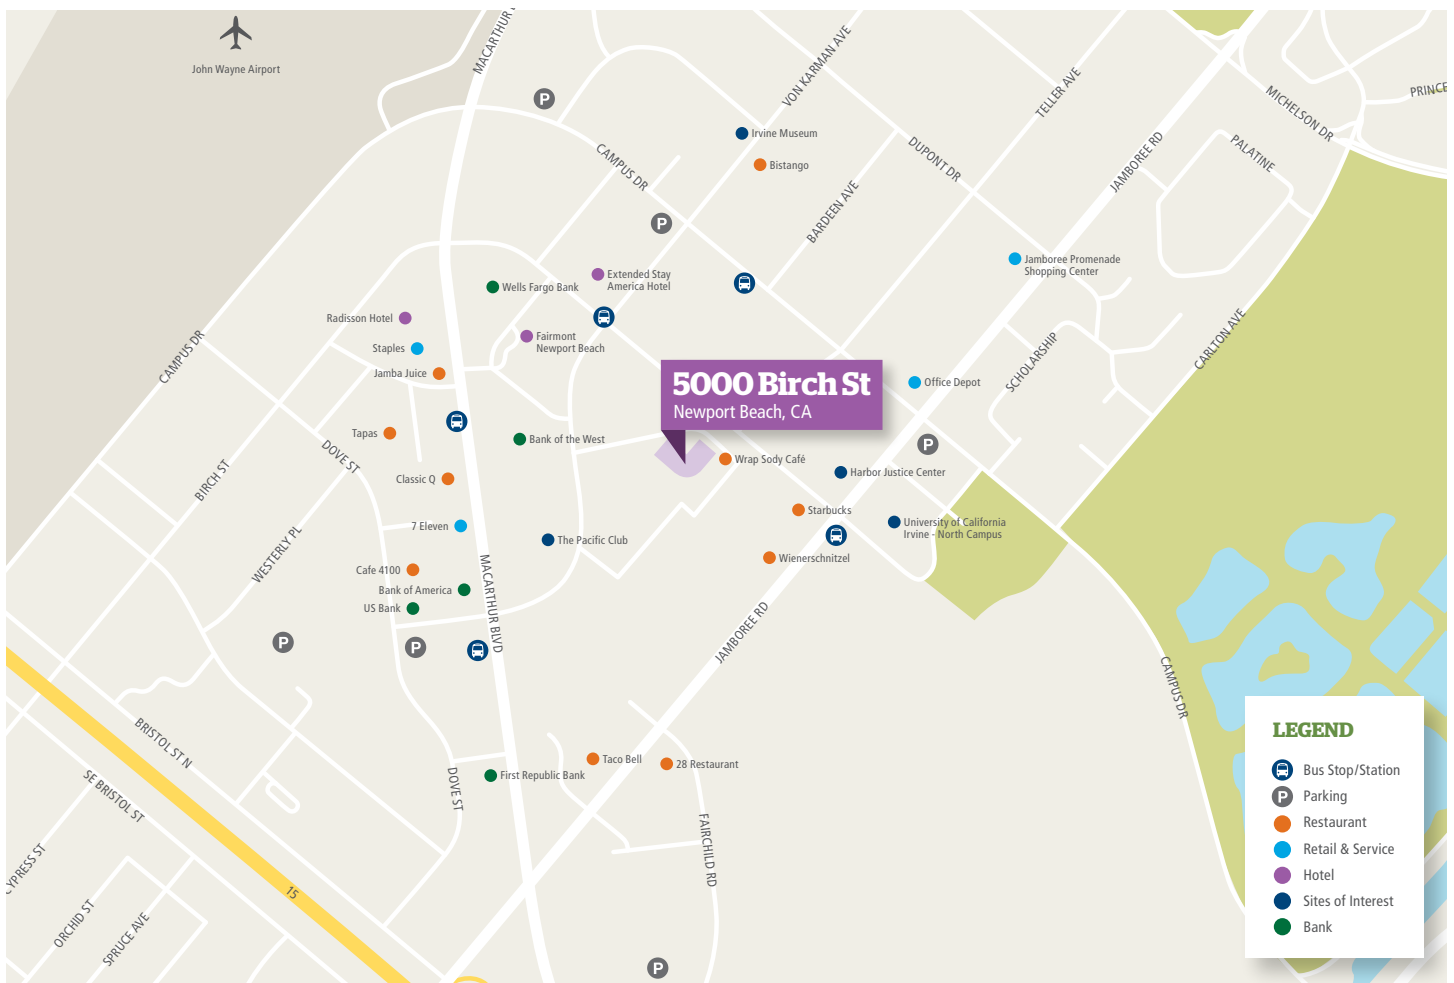 MACARTHUR
John Wayne Airport
P
VON KARMAN AVE
TELLER AVE
MICHELSON DR
Irvine Museum
Bistango
CAMPUS DR
DUPONT DR
JAMBOREE RD
PALATINE
BARDEEN AVE
P
Extended Stay
America Hotel
Wells Fargo Bank
Jamboree Promenade
Shopping Center
Radisson Hotel
Fairmont
Newport Beach
Staples
Jamba Juice
CAMPUS DR
SCHOLARSHIP
CARLTON AVE
5000 Birch St
Newport Beach, CA
Office Depot
Tapas
Bank of the West
P
DOVE ST
Wrap Sody Café
Harbor Justice Center
BIRCH ST
Classic Q
Starbucks
7 Eleven
University of California
Irvine - North Campus
The Pacific Club
WESTERLY PL
Wienerschnitzel
Cafe 4100
Bank of America
US Bank
MACARTHUR BLVD
P
P
JAMBOREE RD
CAMPUS DR
BRISTOL ST N
SE BRISTOL ST
DOVE ST
Taco Bell
28 Restaurant
First Republic Bank
FAIRCHILD RD
CYPRESS ST
15
ORCHID ST
SPRUCE AVE
P
LEGEND
Bus Stop/Station
P Parking
Restaurant
Retail & Service
Hotel
Sites of Interest
Bank